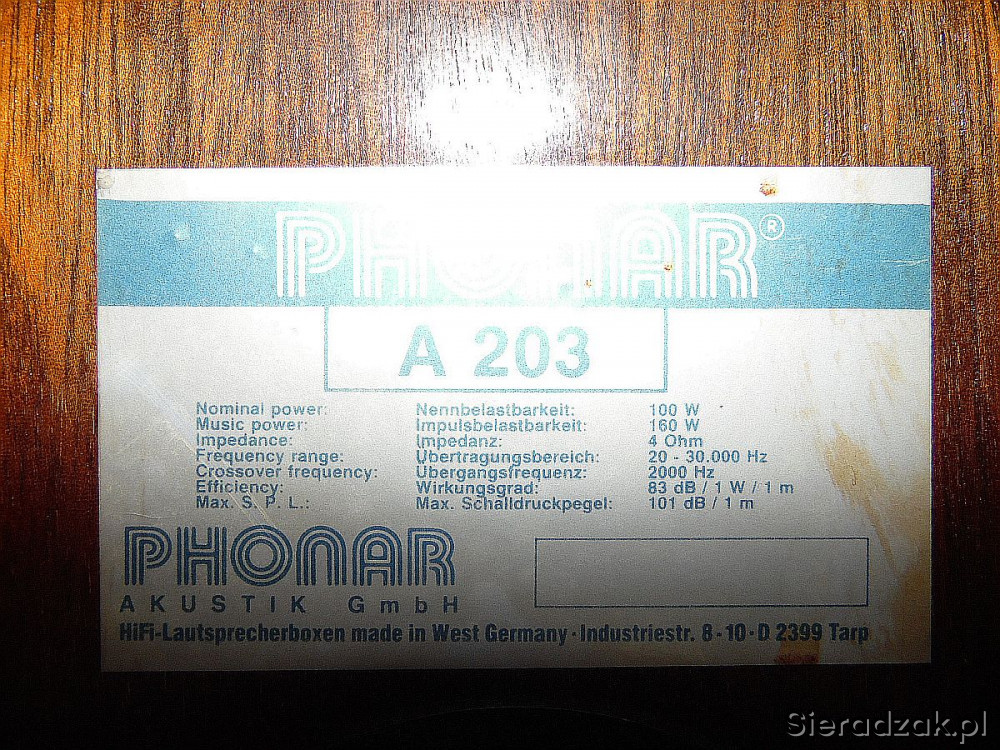 PHONAR®
A 203
Nominal power: Nennbelastbarkeit: 100 W
Music power: Impulsbelastbarkeit: 160 W
Impedance: Impedanz: 4 Ohm
Frequency range: Übertragungsbereich: 20 - 30.000 Hz
Crossover frequency: Übergangsfrequenz: 2000 Hz
Efficiency: Wirkungsgrad: 83 dB / 1 W / 1 m
Max. S. P. L.: Max. Schalldruckpegel: 101 dB / 1 m
PHONAR
AKUSTIK GmbH
HiFi-Lautsprecherboxen made in West Germany · Industriestr. 8-10 · D 2399 Tarp
Sieradzak.pl